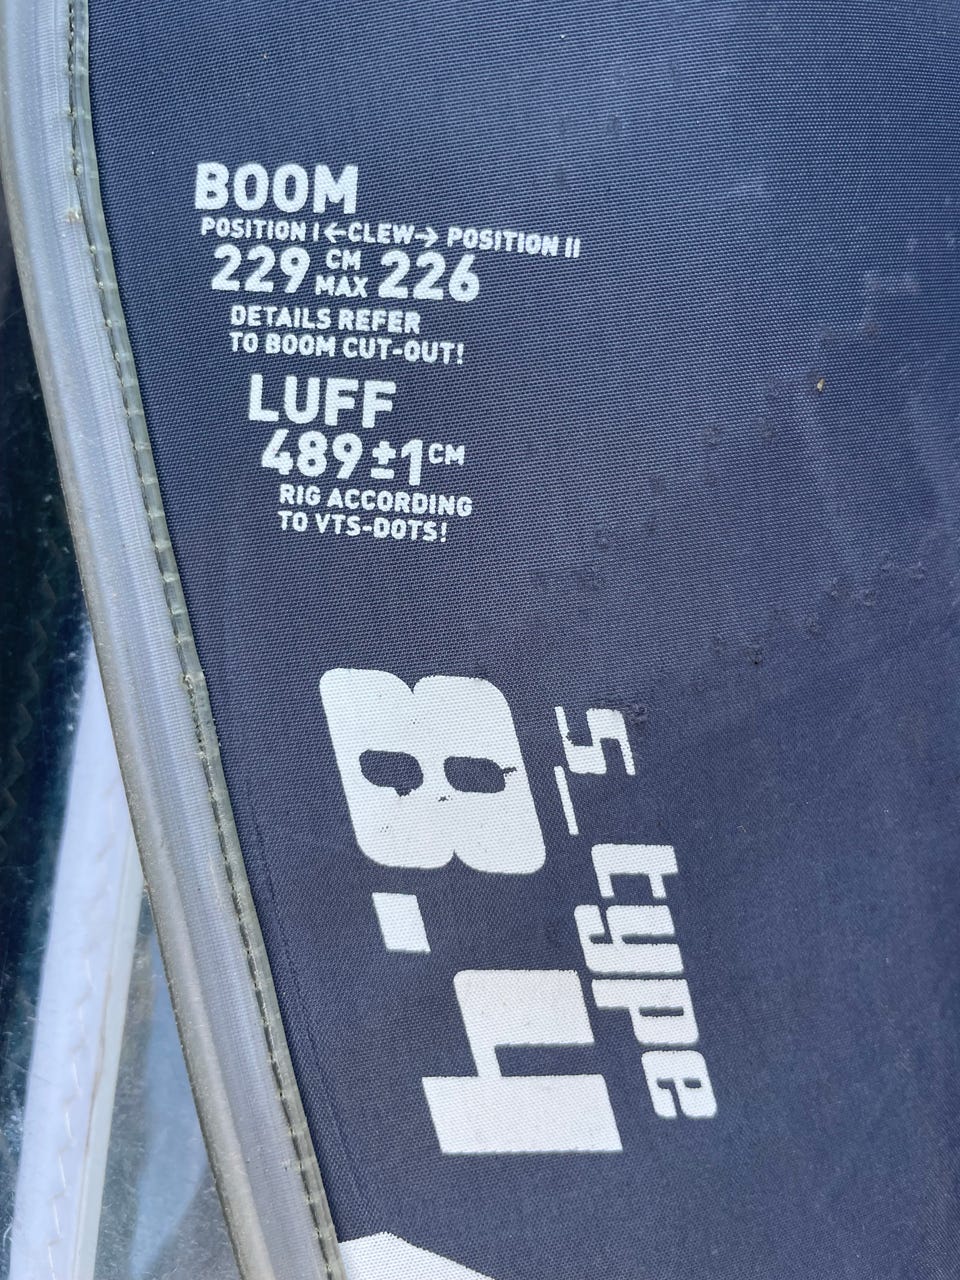 BOOM
POSITION I ←CLEW→ POSITION II
229 CM MAX 226
DETAILS REFER
TO BOOM CUT-OUT!
LUFF
489±1CM
RIG ACCORDING
TO VTS-DOTS!
8.4
s_type